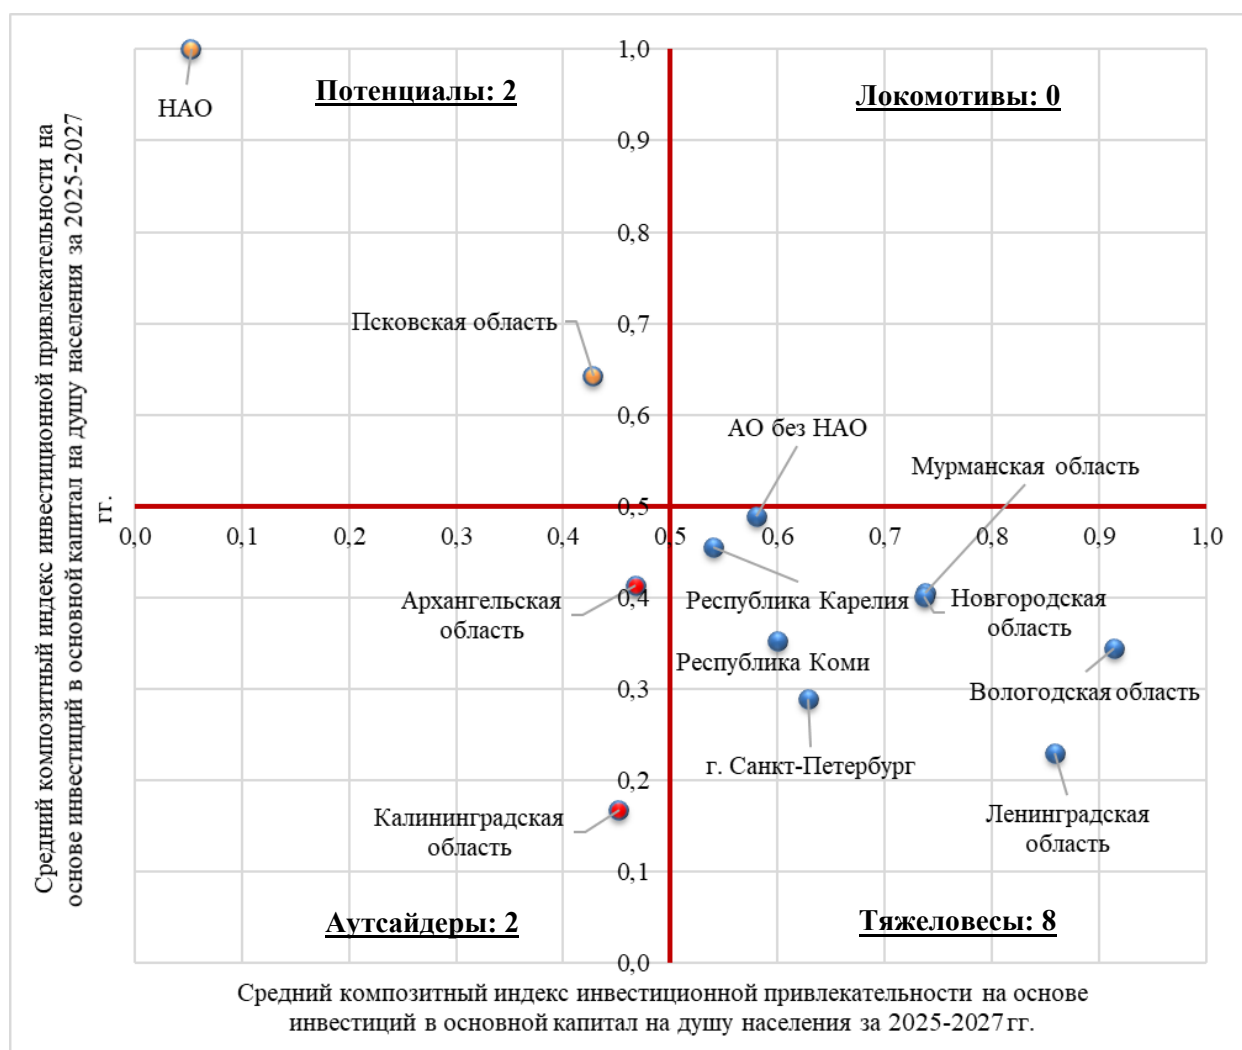 1,0
НАО
Потенциалы: 2
Локомотивы: 0
0,9
0,8
Псковская область
0,7
0,6
АО без НАО
Мурманская область
0,5
0,0
0,1
0,2
0,3
0,4
0,5
0,6
0,7
0,8
0,9
1,0
Архангельская
область
0,4
Республика Карелия
Новгородская
область
Республика Коми
0,3
Вологодская область
г. Санкт-Петербург
0,2
Калининградская
область
Ленинградская
область
0,1
Аутсайдеры: 2
Тяжеловесы: 8
0,0
Средний композитный индекс инвестиционной привлекательности на
основе инвестиций в основной капитал на душу населения за 2025-2027
гг.
Средний композитный индекс инвестиционной привлекательности на основе
инвестиций в основной капитал на душу населения за 2025-2027 гг.